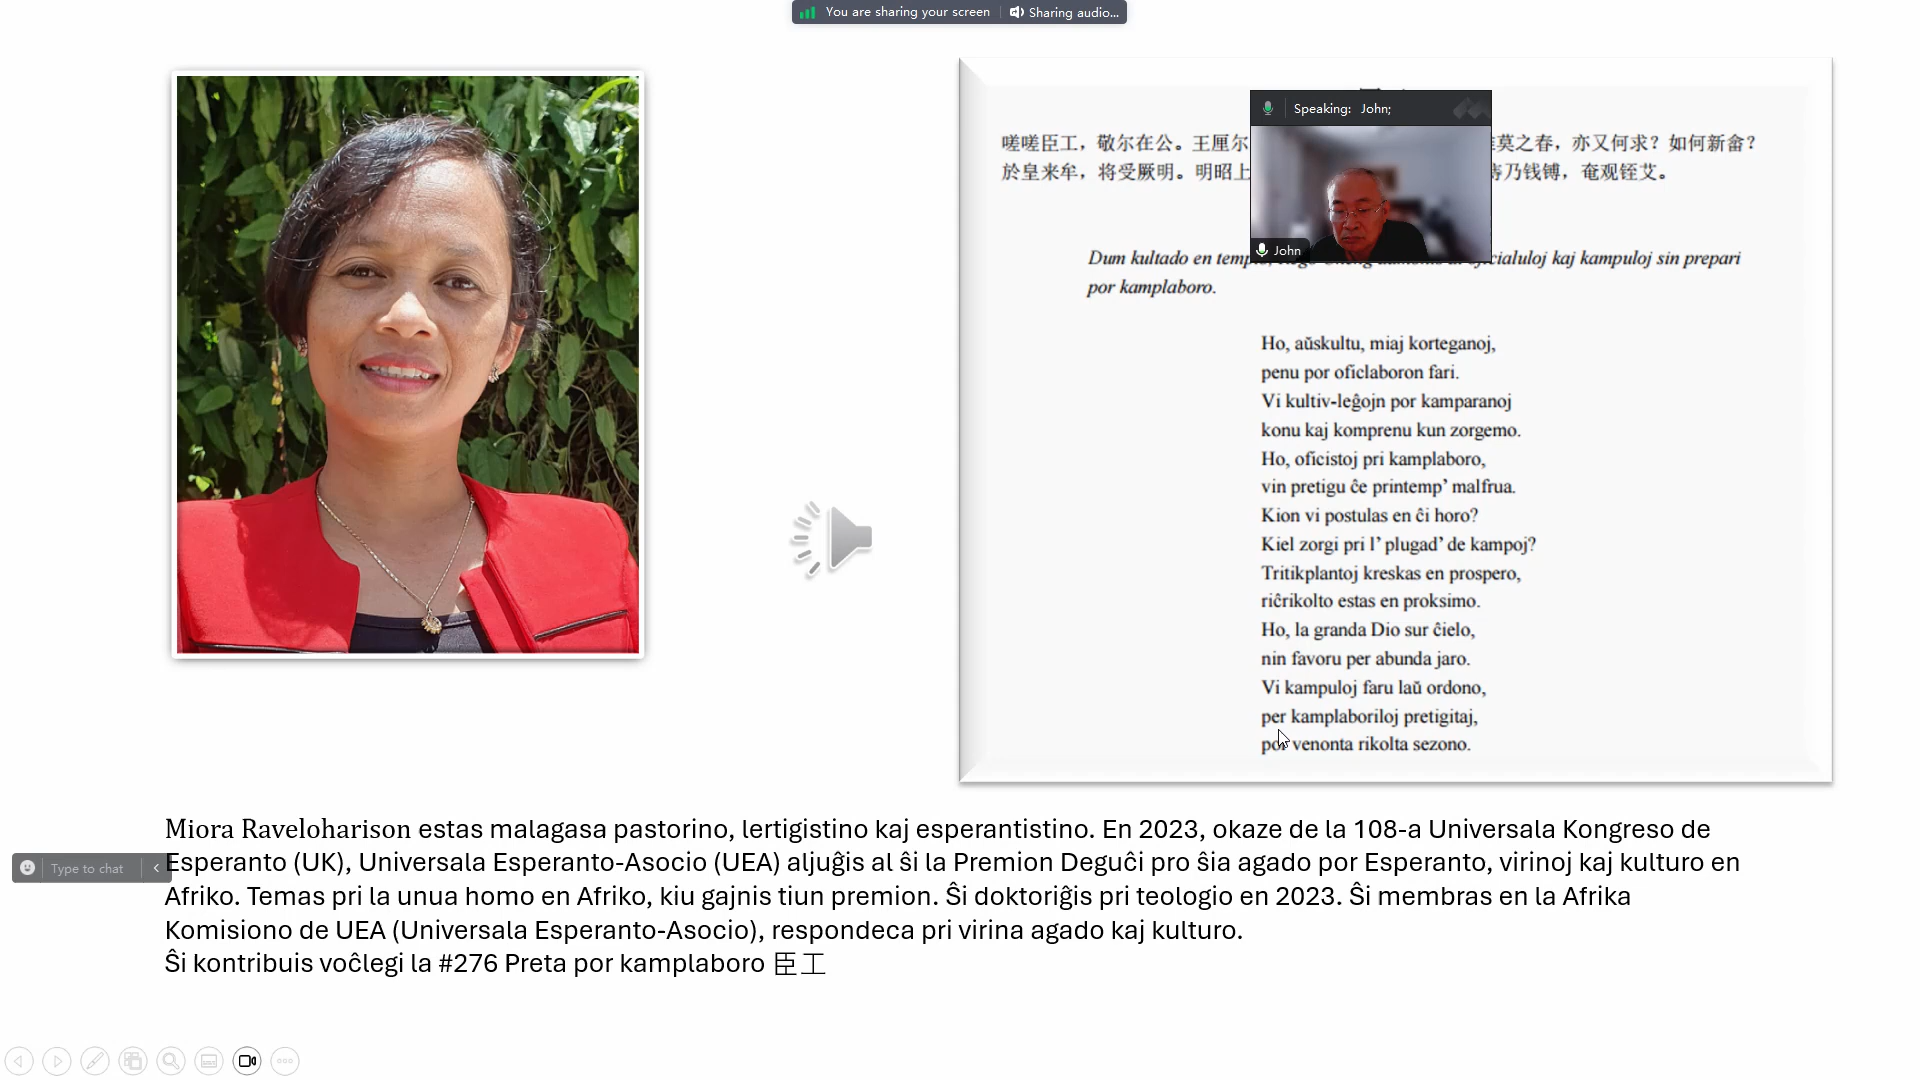 You are sharing your screen
Sharing audio...
Speaking: John;
John
嗟嗟臣工，敬尔在公。王厘尔
莫之春，亦又何求？如何新畲？
於皇来牟，将受厥明。明昭上
乃钱镈，奄观铚艾。
Dum kultado en
kaj kampuloj sin prepari
por kamplaboro.
Ho, aŭskultu, miaj korteganoj,
penu por oficlaboron fari.
Vi kultiv-leĝojn por kamparanoj
konu kaj komprenu kun zorgemo.
Ho, oficistoj pri kamplaboro,
vin pretigu ĉe printemp’ malfrua.
Kion vi postulas en ĉi horo?
Kiel zorgi pri l’ plugad’ de kampoj?
Tritikplantoj kreskas en prospero,
riĉrikolto estas en proksimo.
Ho, la granda Dio sur ĉielo,
nin favoru per abunda jaro.
Vi kampuloj faru laŭ ordono,
per kamplaboriloj pretigitaj,
por venonta rikolta sezono.
Miora Raveloharison estas malagasa pastorino, lertigistino kaj esperantistino. En 2023, okaze de la 108-a Universala Kongreso de
Esperanto (UK), Universala Esperanto-Asocio (UEA) aljuĝis al ŝi la Premion Deguĉi pro ŝia agado por Esperanto, virinoj kaj kulturo en
Afriko. Temas pri la unua homo en Afriko, kiu gajnis tiun premion. Ŝi doktoriĝis pri teologio en 2023. Ŝi membras en la Afrika
Komisiono de UEA (Universala Esperanto-Asocio), respondeca pri virina agado kaj kulturo.
Ŝi kontribuis voĉlegi la #276 Preta por kamplaboro 臣工
Type to chat